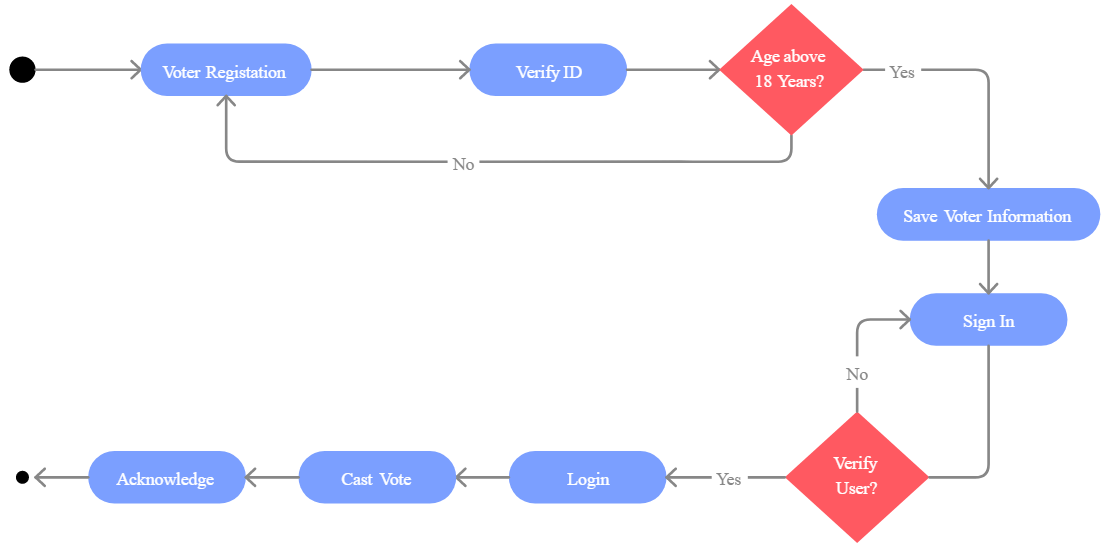 Voter Registation
Verify ID
Age above
18 Years?
Yes
No
Save Voter Information
Sign In
No
Verify
User?
Yes
Login
Cast Vote
Acknowledge